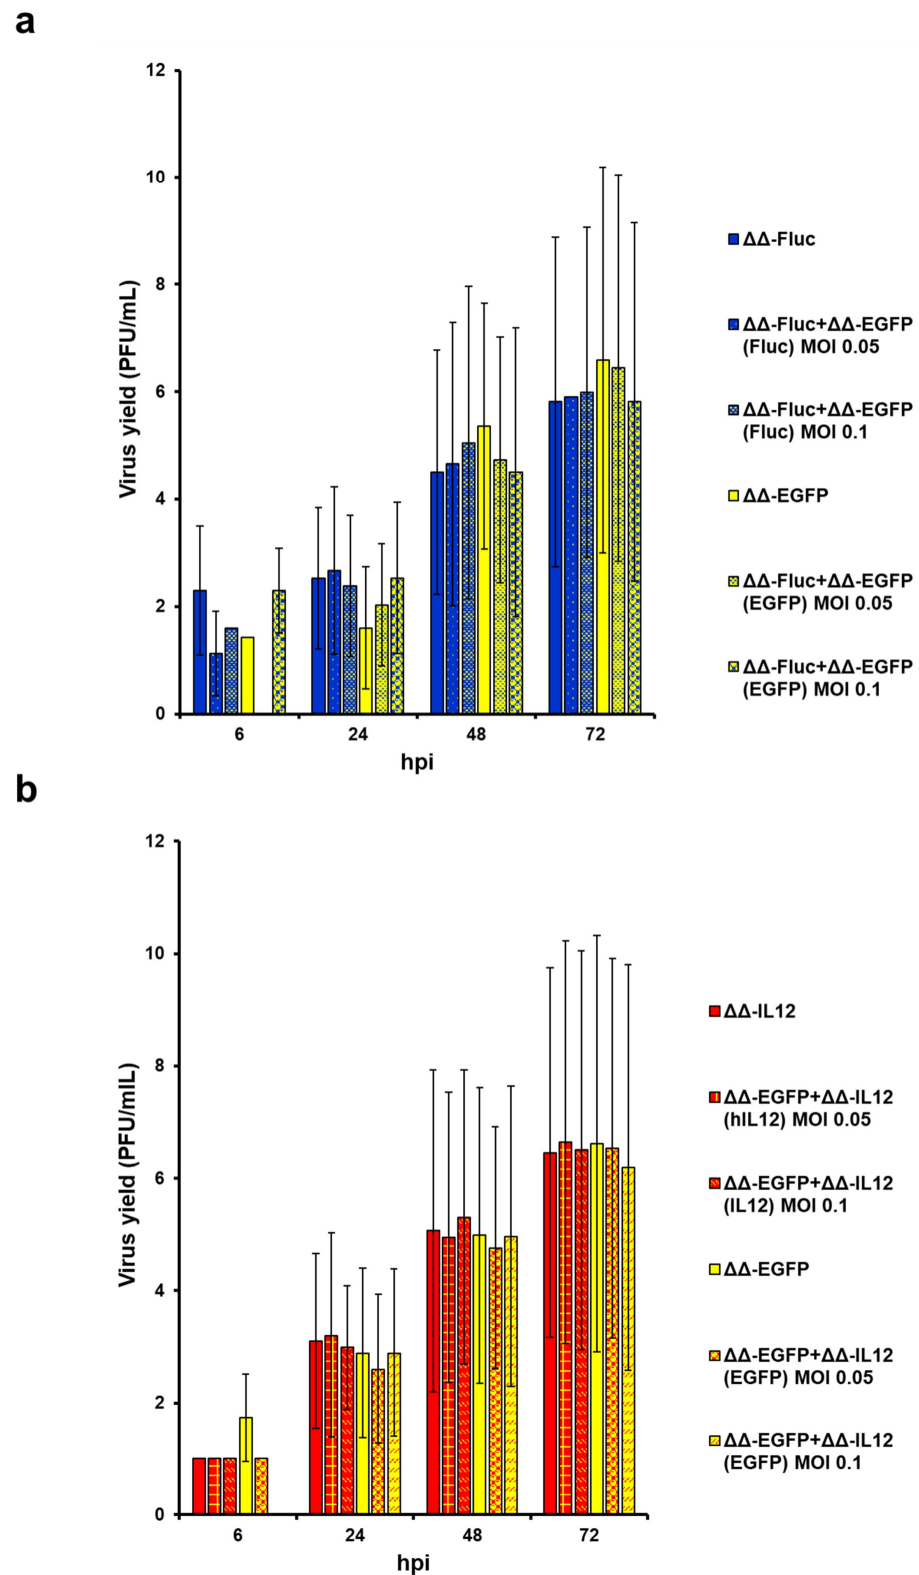 a
12
10
8
6
4
2
0
Virus yield (PFU/mL)
6
24
48
72
hpi
ΔΔ-Fluc
ΔΔ-Fluc+ΔΔ-EGFP
(Fluc) MOI 0.05
ΔΔ-Fluc+ΔΔ-EGFP
(Fluc) MOI 0.1
ΔΔ-EGFP
ΔΔ-Fluc+ΔΔ-EGFP
(EGFP) MOI 0.05
ΔΔ-Fluc+ΔΔ-EGFP
(EGFP) MOI 0.1
b
12
10
8
6
4
2
0
Virus yield (PFU/mlL)
6
24
48
72
hpi
ΔΔ-IL12
ΔΔ-EGFP+ΔΔ-IL12
(hIL12) MOI 0.05
ΔΔ-EGFP+ΔΔ-IL12
(IL12) MOI 0.1
ΔΔ-EGFP
ΔΔ-EGFP+ΔΔ-IL12
(EGFP) MOI 0.05
ΔΔ-EGFP+ΔΔ-IL12
(EGFP) MOI 0.1